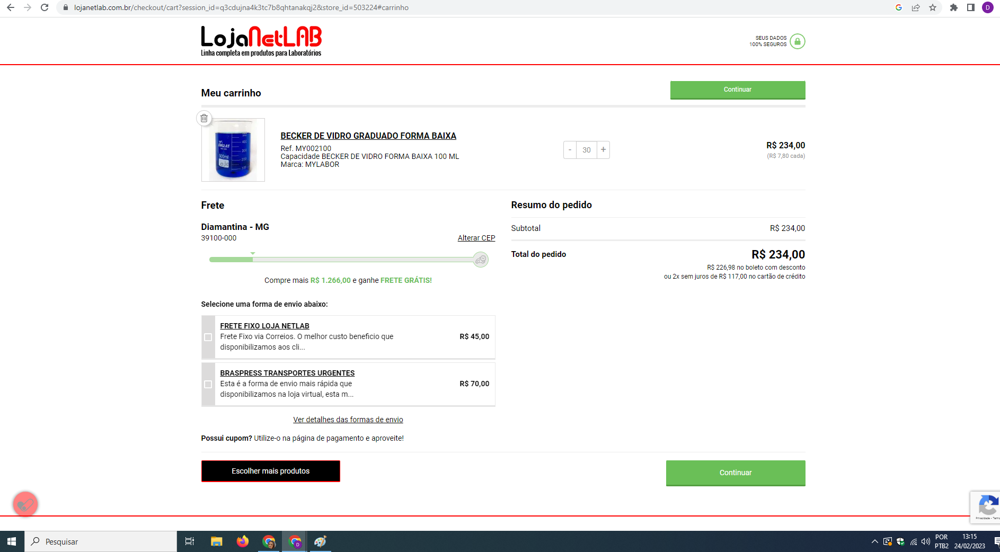 lojanetlab.com.br/checkout/cart?session_id=q3cdujna4k3tc7b8qhtanakqj2&store_id=503224#carrinho
D
LojaNetLAB
Linha completa em produtos para Laboratórios
SEUS DADOS
100% SEGUROS
Meu carrinho
Continuar
BECKER DE VIDRO GRADUADO FORMA BAIXA
Ref. MY002100
Capacidade BECKER DE VIDRO FORMA BAIXA 100 ML
Marca: MYLABOR
- 30 +
R$ 234,00
(R$ 7,80 cada)
400
300
500ml
200
100
Frete
Diamantina - MG
39100-000
Alterar CEP
Compre mais R$ 1.266,00 e ganhe FRETE GRÁTIS!
Selecione uma forma de envio abaixo:
FRETE FIXO LOJA NETLAB
Frete Fixo via Correios. O melhor custo beneficio que
disponibilizamos aos cli...
R$ 45,00
BRASPRESS TRANSPORTES URGENTES
Esta é a forma de envio mais rápida que
disponibilizamos na loja virtual, esta m...
R$ 70,00
Ver detalhes das formas de envio
Possui cupom? Utilize-o na página de pagamento e aproveite!
Resumo do pedido
Subtotal R$ 234,00
Total do pedido R$ 234,00
R$ 226,98 no boleto com desconto
ou 2x sem juros de R$ 117,00 no cartão de crédito
Escolher mais produtos
Continuar
Privacidade - Termo
Pesquisar
D
POR
PTB2
13:15
24/02/2023